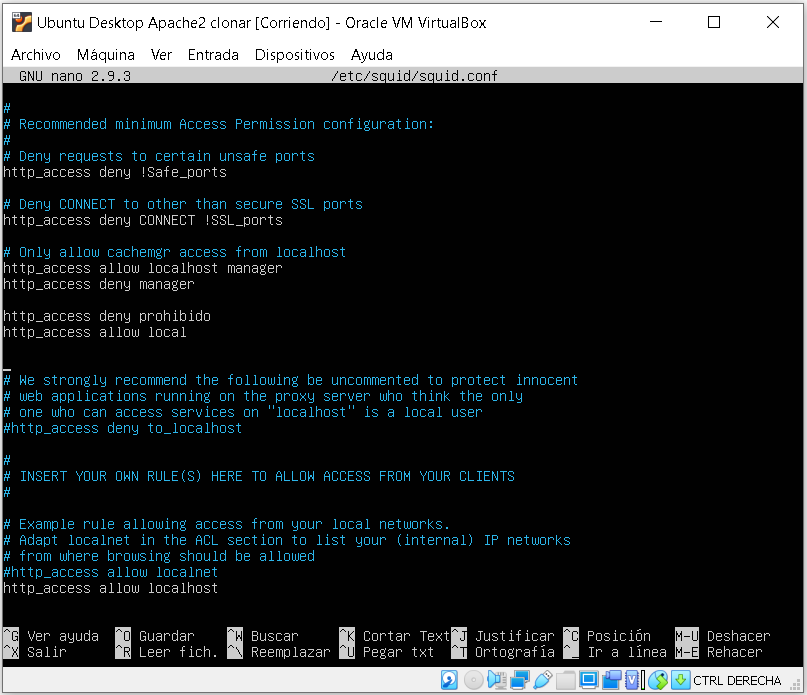 Ubuntu Desktop Apache2 clonar [Corriendo] - Oracle VM VirtualBox
Archivo Máquina Ver Entrada Dispositivos Ayuda
GNU nano 2.9.3 /etc/squid/squid.conf
#
# Recommended minimum Access Permission configuration:
#
# Deny requests to certain unsafe ports
http_access deny !Safe_ports
# Deny CONNECT to other than secure SSL ports
http_access deny CONNECT !SSL_ports
# Only allow cachemgr access from localhost
http_access allow localhost manager
http_access deny manager
http_access deny prohibido
http_access allow local
# We strongly recommend the following be uncommented to protect innocent
# web applications running on the proxy server who think the only
# one who can access services on "localhost" is a local user
#http_access deny to_localhost
#
# INSERT YOUR OWN RULE(S) HERE TO ALLOW ACCESS FROM YOUR CLIENTS
#
# Example rule allowing access from your local networks.
# Adapt localnet in the ACL section to list your (internal) IP networks
# from where browsing should be allowed
#http_access allow localnet
http_access allow localhost
^G Ver ayuda ^O Guardar ^W Buscar ^K Cortar Text ^J Justificar ^C Posición M-U Deshacer
^X Salir ^R Leer fich. ^\ Reemplazar ^U Pegar txt ^T Ortografía ^_ Ir a línea M-E Rehacer
CTRL DERECHA